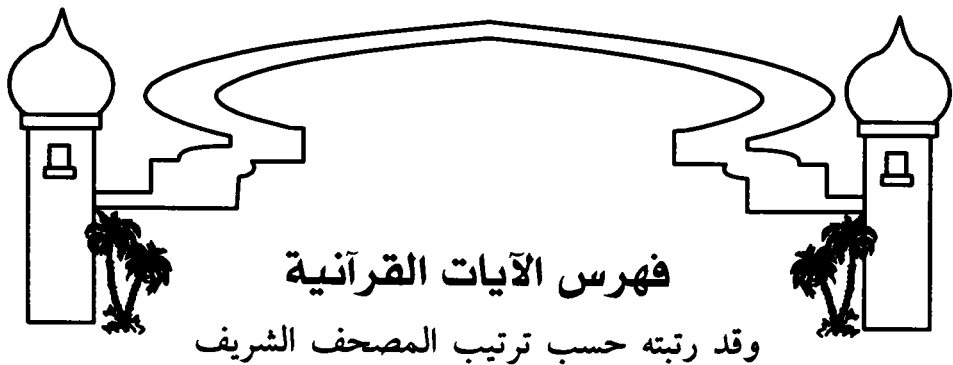 فهرس الآيات القرآنية
وقد رتبته حسب ترتيب المصحف الشريف